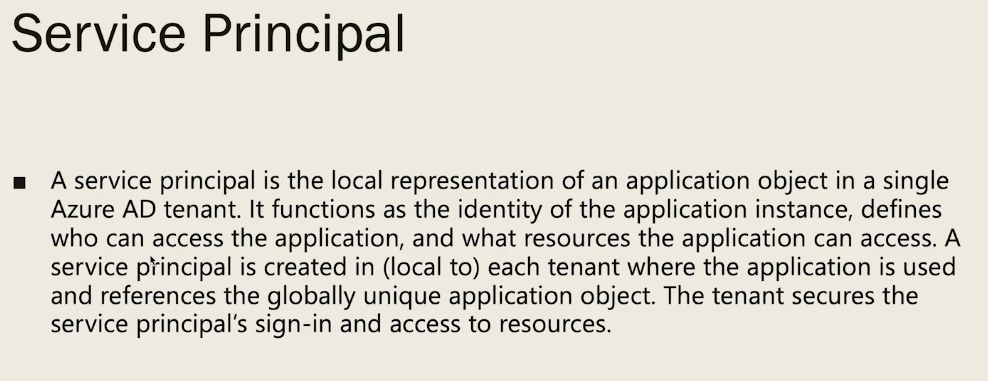 Service Principal
■ A service principal is the local representation of an application object in a single
Azure AD tenant. It functions as the identity of the application instance, defines
who can access the application, and what resources the application can access. A
service principal is created in (local to) each tenant where the application is used
and references the globally unique application object. The tenant secures the
service principal’s sign-in and access to resources.